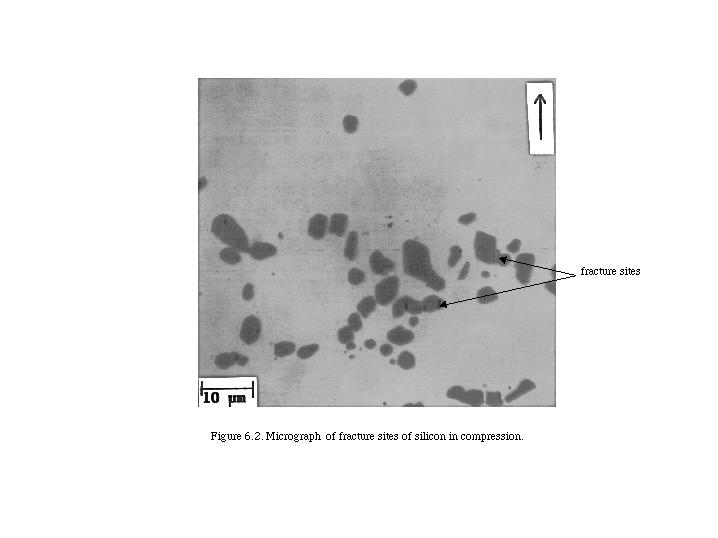 fracture sites
10 μm
Figure 6.2. Micrograph of fracture sites of silicon in compression.